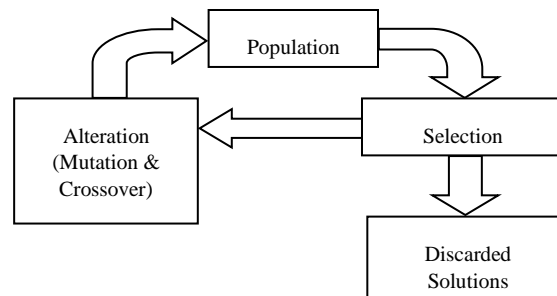 Population
Alteration
(Mutation &
Crossover)
Selection
Discarded
Solutions